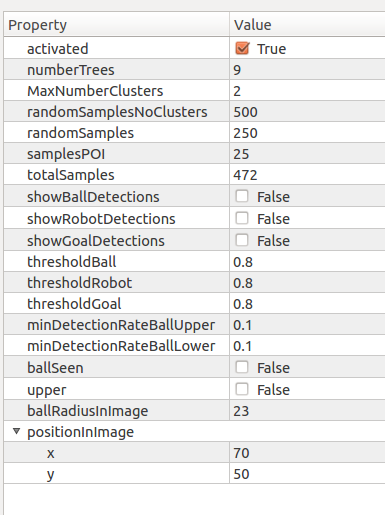 Property Value
activated True
numberTrees 9
MaxNumberClusters 2
randomSamplesNoClusters 500
randomSamples 250
samplesPOI 25
totalSamples 472
showBallDetections False
showRobotDetections False
showGoalDetections False
thresholdBall 0.8
thresholdRobot 0.8
thresholdGoal 0.8
minDetectionRateBallUpper 0.1
minDetectionRateBallLower 0.1
ballSeen False
upper False
ballRadiusInImage 23
positionInImage
x 70
y 50